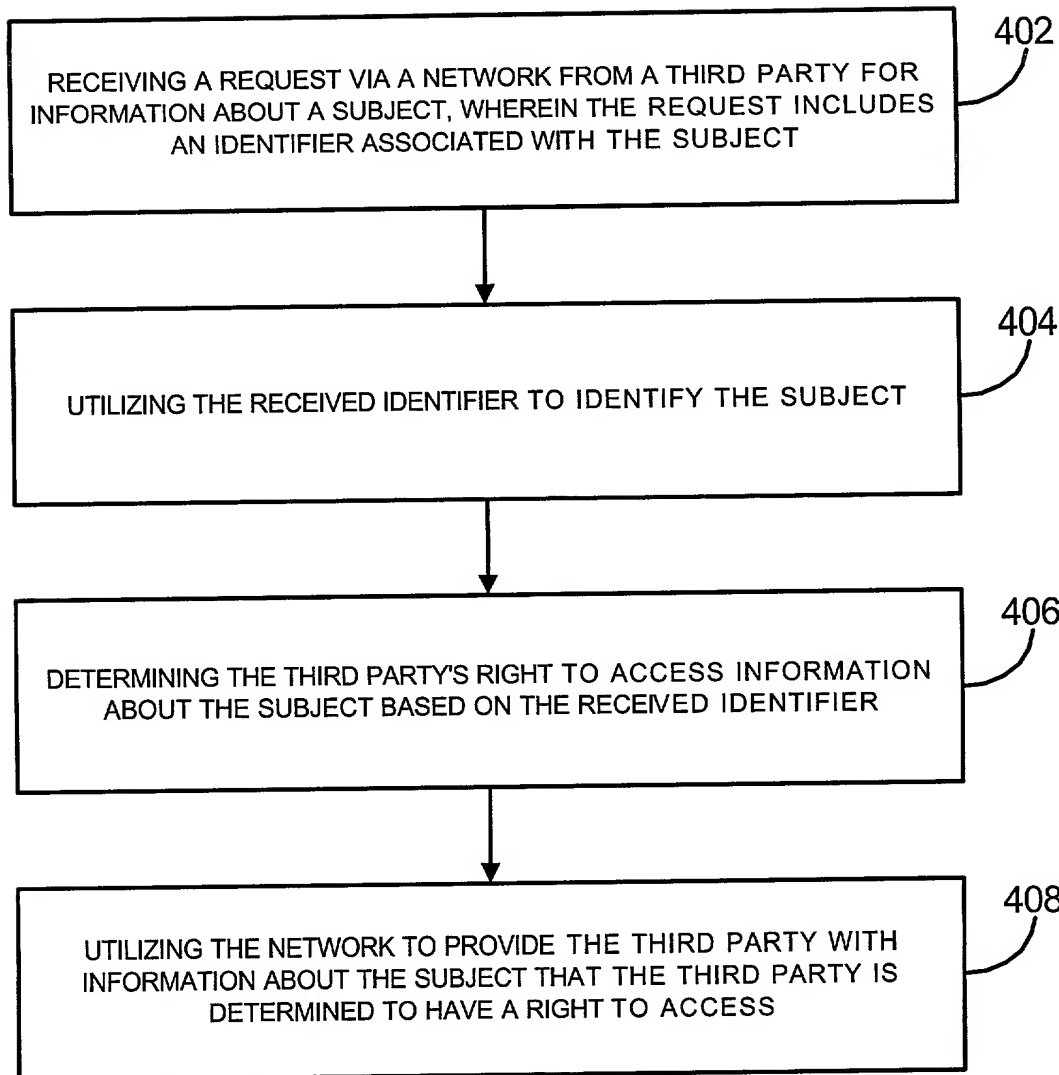 402
RECEIVING A REQUEST VIA A NETWORK FROM A THIRD PARTY FOR
INFORMATION ABOUT A SUBJECT, WHEREIN THE REQUEST INCLUDES
AN IDENTIFIER ASSOCIATED WITH THE SUBJECT
404
UTILIZING THE RECEIVED IDENTIFIER TO IDENTIFY THE SUBJECT
406
DETERMINING THE THIRD PARTY'S RIGHT TO ACCESS INFORMATION
ABOUT THE SUBJECT BASED ON THE RECEIVED IDENTIFIER
408
UTILIZING THE NETWORK TO PROVIDE THE THIRD PARTY WITH
INFORMATION ABOUT THE SUBJECT THAT THE THIRD PARTY IS
DETERMINED TO HAVE A RIGHT TO ACCESS